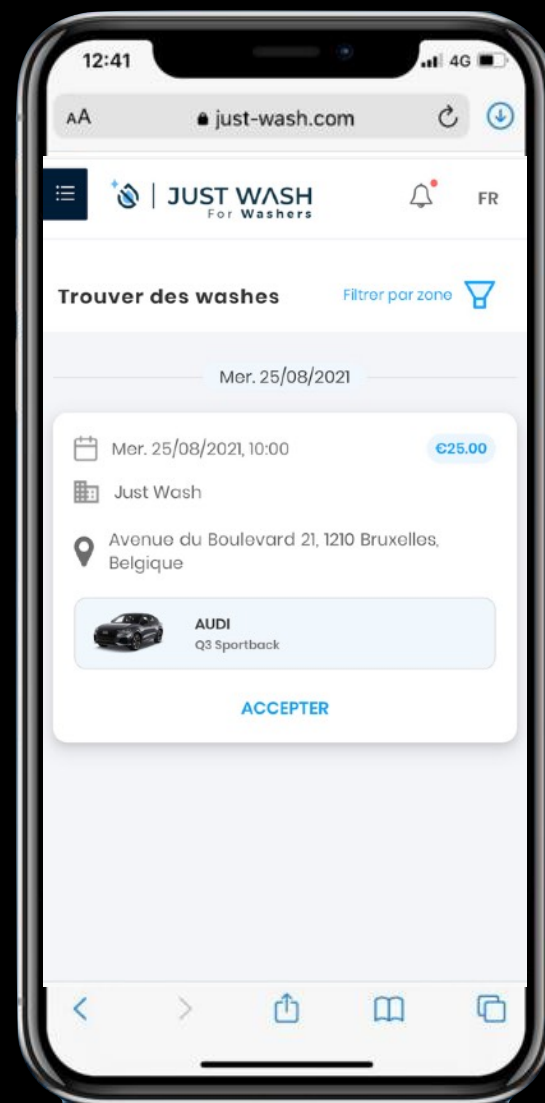 12:41
4G
AA just-wash.com
JUST WASH
For Washers
FR
Trouver des washes
Filtrer par zone
Mer. 25/08/2021
Mer. 25/08/2021, 10:00
€25.00
Just Wash
Avenue du Boulevard 21, 1210 Bruxelles,
Belgique
AUDI
Q3 Sportback
ACCEPTER